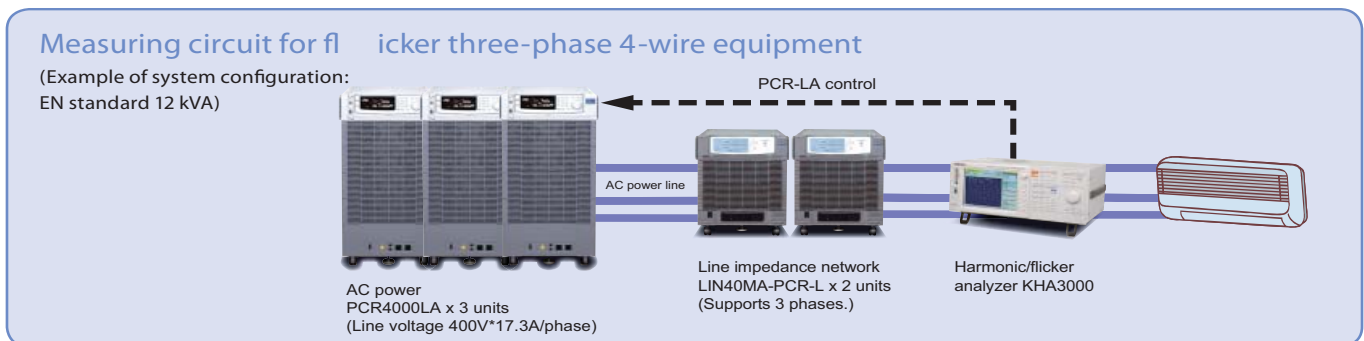 Measuring circuit for fl icker three-phase 4-wire equipment
(Example of system configuration:
EN standard 12 kVA)
PCR-LA control
AC power line
AC power
PCR4000LA x 3 units
(Line voltage 400V*17.3A/phase)
Line impedance network
LIN40MA-PCR-L x 2 units
(Supports 3 phases.)
Harmonic/flicker
analyzer KHA3000